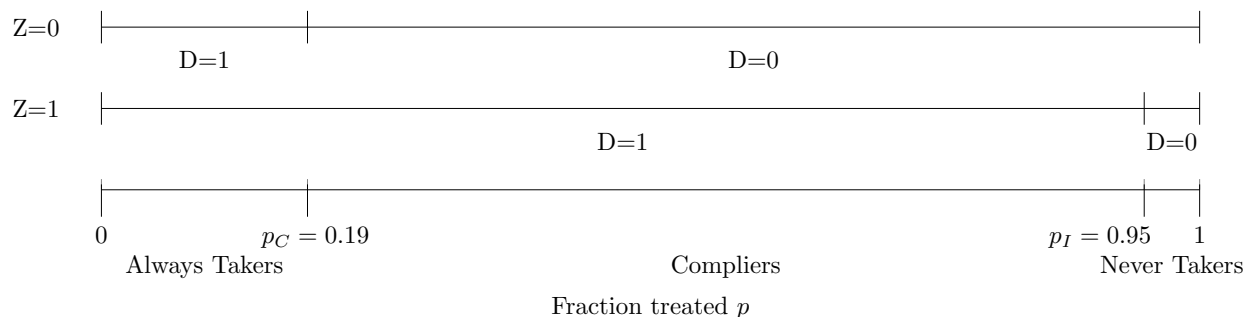 Z=0
D=1 D=0
Z=1
D=1 D=0
0 p_C = 0.19 p_I = 0.95 1
Always Takers Compliers Never Takers
Fraction treated p